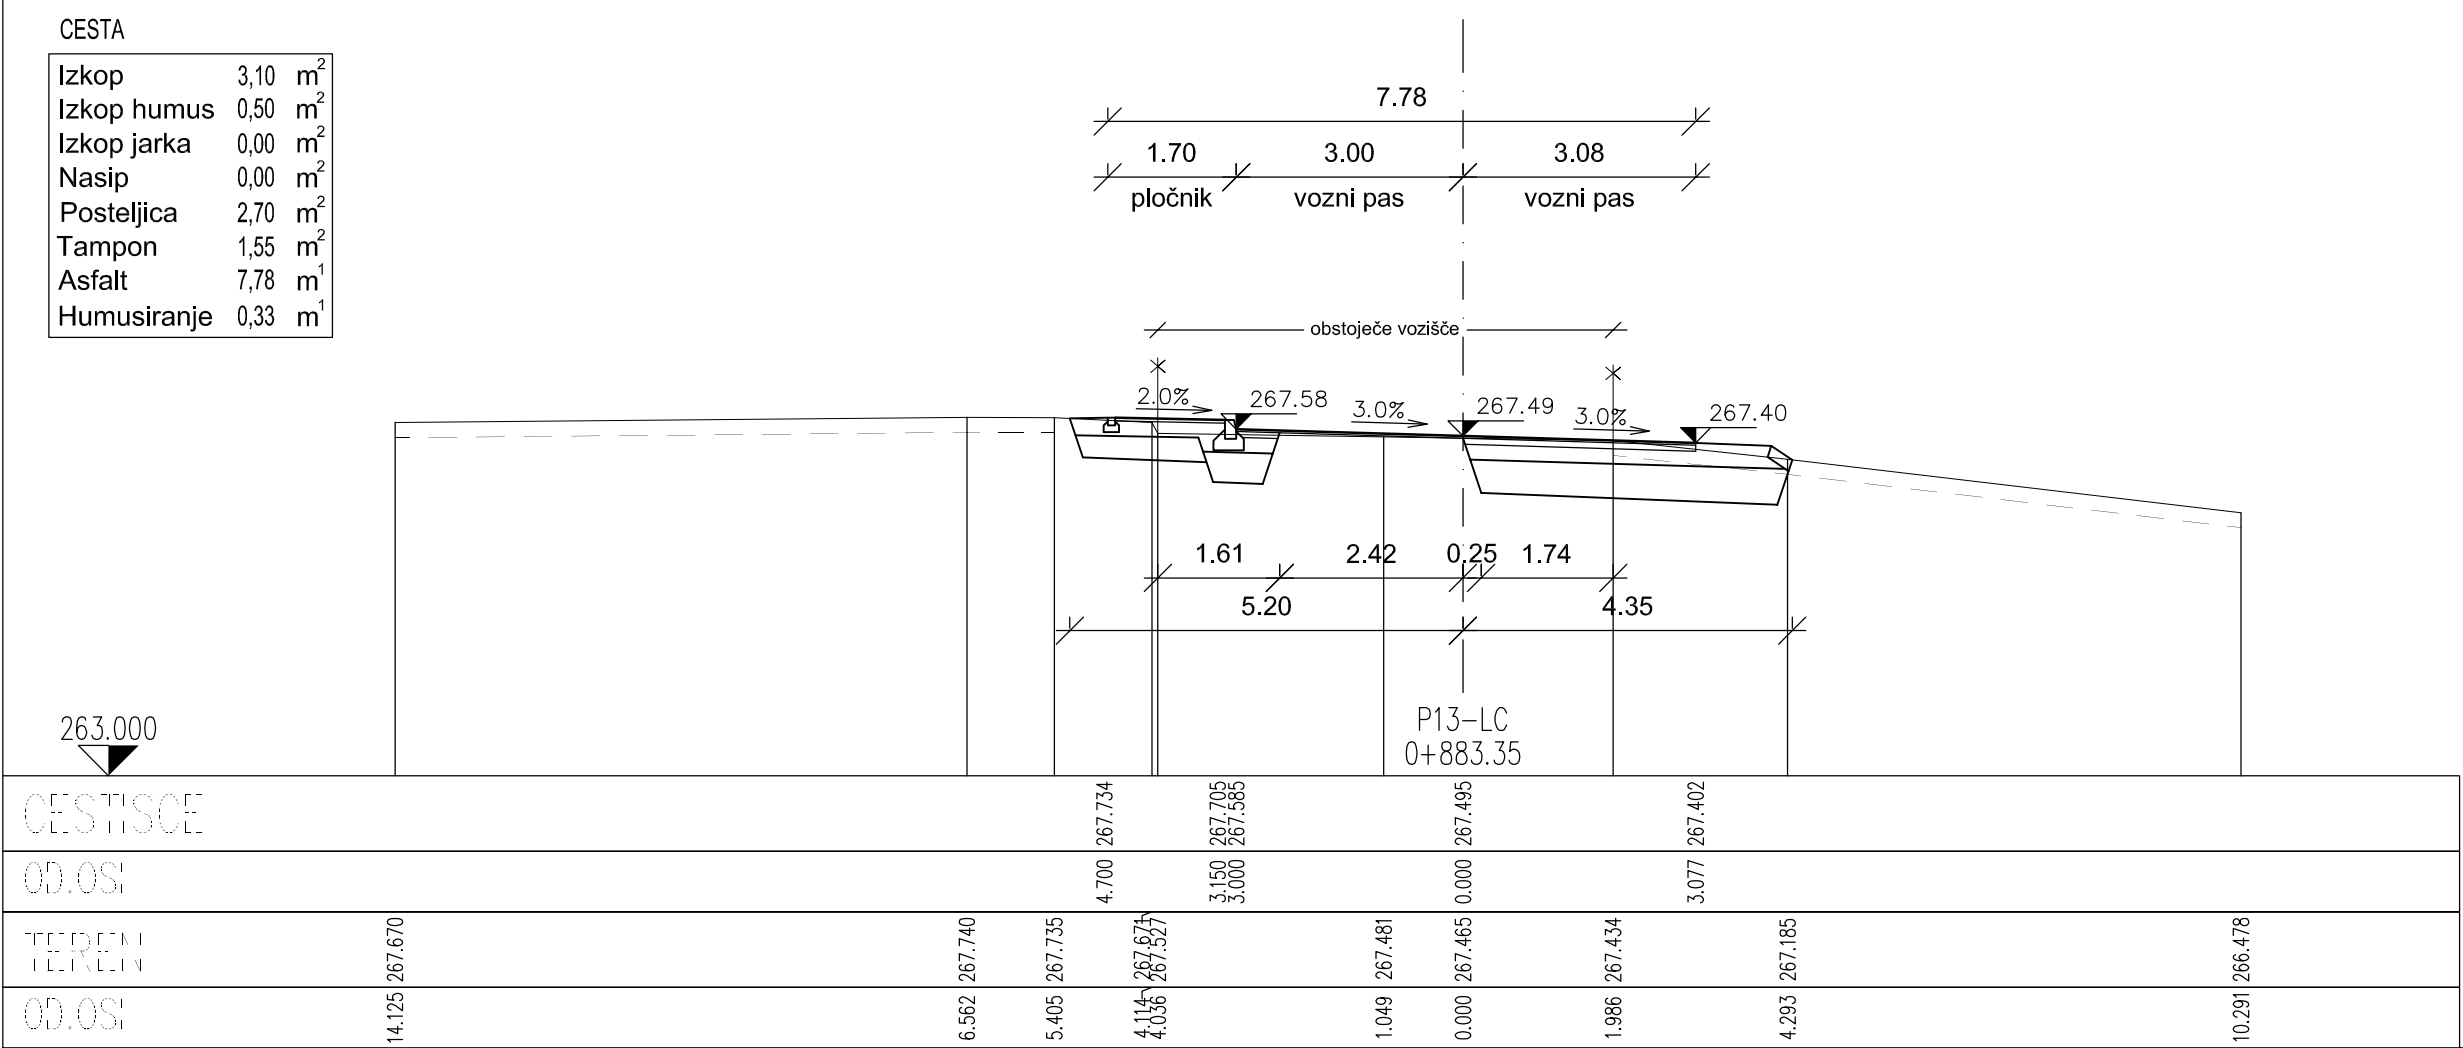 CESTA
Izkop 3,10 m²
Izkop humus 0,50 m²
Izkop jarka 0,00 m²
Nasip 0,00 m²
Posteljica 2,70 m²
Tampon 1,55 m²
Asfalt 7,78 m¹
Humusiranje 0,33 m¹
7.78
1.70 3.00 3.08
pločnik vozni pas vozni pas
obstoječe vozišče
2.0% 267.58 3.0% 267.49 3.0% 267.40
1.61 2.42 0.25 1.74
5.20 4.35
263.000
P13-LC
0+883.35
CESTISCE 267.734 267.705 267.585 267.495 267.402
OD.OSI 4.700 3.150 3.000 0.000 3.077
TEREN 267.670 267.740 267.735 267.671 267.527 267.481 267.465 267.434 267.185 266.478
OD.OSI 14.125 6.562 5.405 4.114 4.036 1.049 0.000 1.986 4.293 10.291